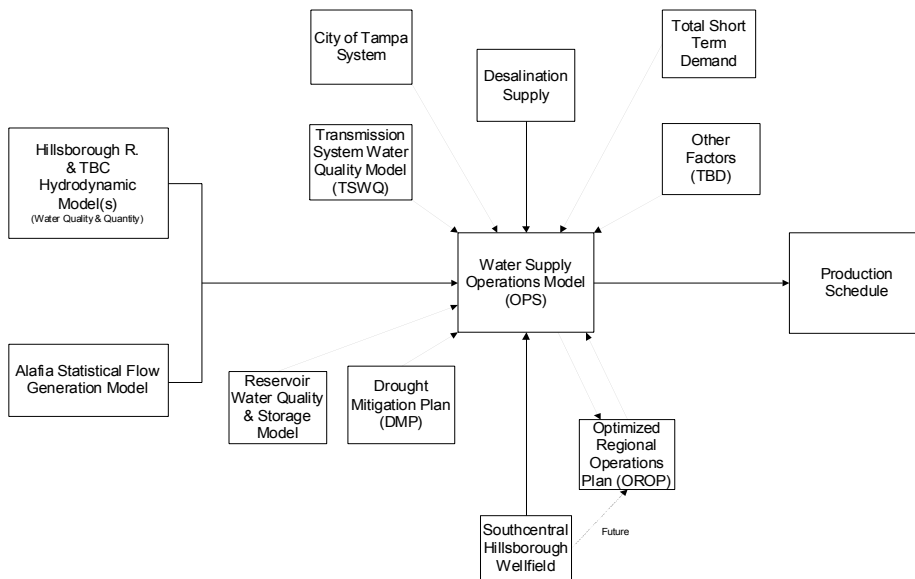 City of Tampa
System
Total Short
Term
Demand
Desalination
Supply
Hillsborough R.
& TBC
Hydrodynamic
Model(s)
(Water Quality & Quantity)
Transmission
System Water
Quality Model
(TSWQ)
Other
Factors
(TBD)
Water Supply
Operations Model
(OPS)
Production
Schedule
Alafia Statistical Flow
Generation Model
Reservoir
Water Quality
& Storage
Model
Drought
Mitigation Plan
(DMP)
Optimized
Regional
Operations
Plan (OROP)
Southcentral
Hillsborough
Wellfield
Future